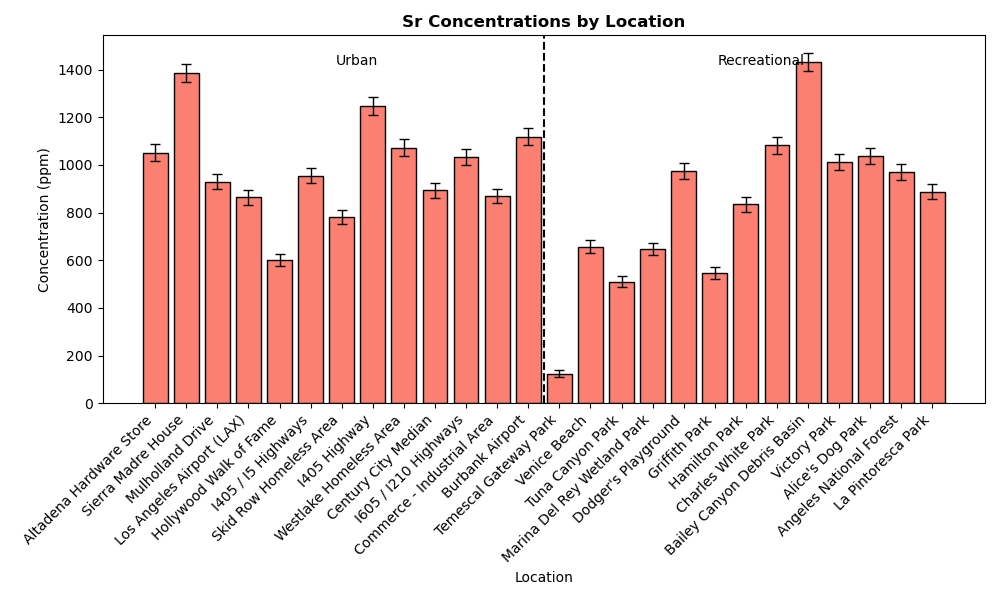 Sr Concentrations by Location
Urban
Recreational
Concentration (ppm)
1400
1200
1000
800
600
400
200
0
Altadena Hardware Store
Sierra Madre House
Mulholland Drive
Los Angeles Airport (LAX)
Hollywood Walk of Fame
I405 / I5 Highways
Skid Row Homeless Area
I405 Highway
Westlake Homeless Area
Century City Median
I605 / I210 Highways
Commerce - Industrial Area
Burbank Airport
Temescal Gateway Park
Venice Beach
Tuna Canyon Park
Marina Del Rey Wetland Park
Dodger's Playground
Griffith Park
Hamilton Park
Charles White Park
Bailey Canyon Debris Basin
Victory Park
Alice's Dog Park
Angeles National Forest
La Pintoresca Park
Location